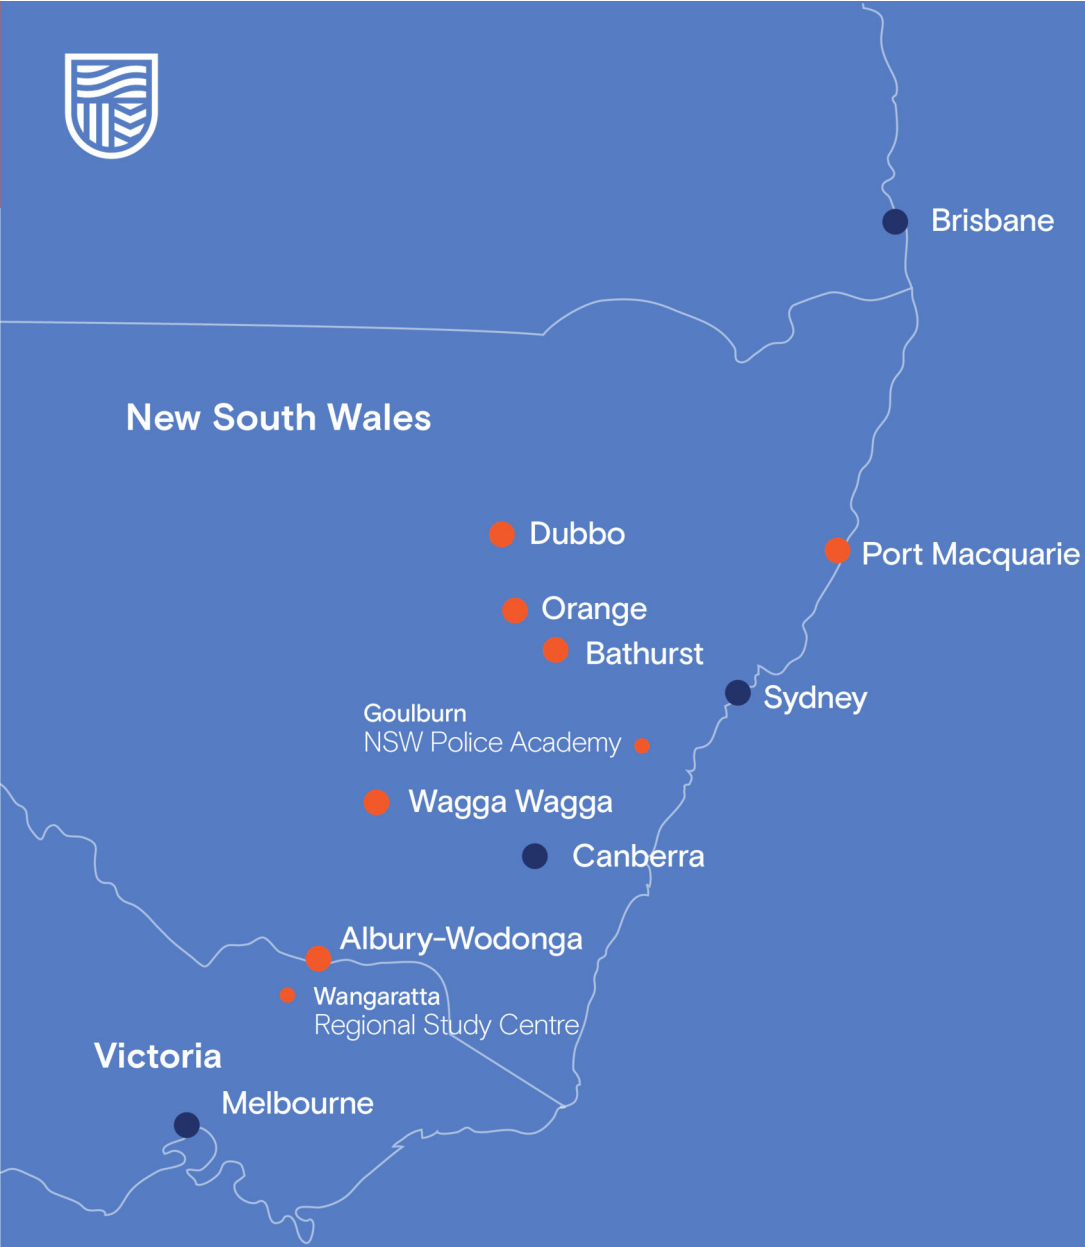 Brisbane
New South Wales
Dubbo
Port Macquarie
Orange
Bathurst
Sydney
Goulburn
NSW Police Academy
Wagga Wagga
Canberra
Albury-Wodonga
Wangaratta
Regional Study Centre
Victoria
Melbourne